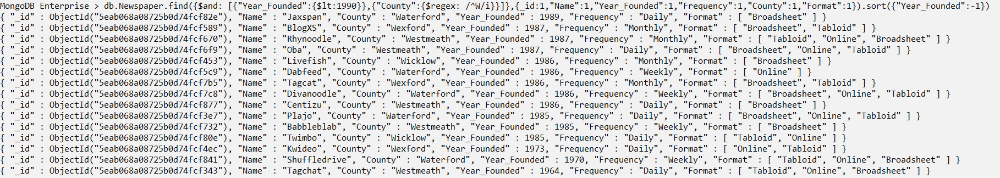 MongoDB Enterprise > db.Newspaper.find({$and: [{"Year_Founded":{$lt:1990}},{"County":{$regex: /^W/i}}]},{_id:1,"Name":1,"Year_Founded":1,"Frequency":1,"County":1,"Format":1}).sort({"Year_Founded":-1})
{ "_id" : ObjectId("5eab068a08725b0d74fcf82e"), "Name" : "Jaxspan", "County" : "Waterford", "Year_Founded" : 1989, "Frequency" : "Daily", "Format" : [ "Broadsheet" ] }
{ "_id" : ObjectId("5eab068a08725b0d74fcf589"), "Name" : "BlogXS", "County" : "Wexford", "Year_Founded" : 1987, "Frequency" : "Monthly", "Format" : [ "Broadsheet", "Tabloid" ] }
{ "_id" : ObjectId("5eab068a08725b0d74fcf670"), "Name" : "Rhynoodle", "County" : "Westmeath", "Year_Founded" : 1987, "Frequency" : "Monthly", "Format" : [ "Tabloid", "Online", "Broadsheet" ] }
{ "_id" : ObjectId("5eab068a08725b0d74fcf6f9"), "Name" : "Oba", "County" : "Westmeath", "Year_Founded" : 1987, "Frequency" : "Daily", "Format" : [ "Broadsheet", "Online", "Tabloid" ] }
{ "_id" : ObjectId("5eab068a08725b0d74fcf453"), "Name" : "Livefish", "County" : "Wicklow", "Year_Founded" : 1986, "Frequency" : "Monthly", "Format" : [ "Broadsheet" ] }
{ "_id" : ObjectId("5eab068a08725b0d74fcf5c9"), "Name" : "Dabfeed", "County" : "Waterford", "Year_Founded" : 1986, "Frequency" : "Weekly", "Format" : [ "Online" ] }
{ "_id" : ObjectId("5eab068a08725b0d74fcf7b5"), "Name" : "Tagcat", "County" : "Wexford", "Year_Founded" : 1986, "Frequency" : "Monthly", "Format" : [ "Broadsheet", "Tabloid" ] }
{ "_id" : ObjectId("5eab068a08725b0d74fcf7c8"), "Name" : "Divanoodle", "County" : "Waterford", "Year_Founded" : 1986, "Frequency" : "Weekly", "Format" : [ "Broadsheet", "Online", "Tabloid" ] }
{ "_id" : ObjectId("5eab068a08725b0d74fcf877"), "Name" : "Centizu", "County" : "Westmeath", "Year_Founded" : 1986, "Frequency" : "Daily", "Format" : [ "Broadsheet" ] }
{ "_id" : ObjectId("5eab068a08725b0d74fcf3e7"), "Name" : "Plajo", "County" : "Waterford", "Year_Founded" : 1985, "Frequency" : "Daily", "Format" : [ "Broadsheet", "Online", "Tabloid" ] }
{ "_id" : ObjectId("5eab068a08725b0d74fcf732"), "Name" : "Babbleblab", "County" : "Westmeath", "Year_Founded" : 1985, "Frequency" : "Weekly", "Format" : [ "Broadsheet" ] }
{ "_id" : ObjectId("5eab068a08725b0d74fcf80e"), "Name" : "Twimbo", "County" : "Wicklow", "Year_Founded" : 1985, "Frequency" : "Daily", "Format" : [ "Tabloid", "Online" ] }
{ "_id" : ObjectId("5eab068a08725b0d74fcf4ec"), "Name" : "Kwideo", "County" : "Wexford", "Year_Founded" : 1973, "Frequency" : "Daily", "Format" : [ "Online", "Tabloid" ] }
{ "_id" : ObjectId("5eab068a08725b0d74fcf841"), "Name" : "Shuffledrive", "County" : "Waterford", "Year_Founded" : 1970, "Frequency" : "Weekly", "Format" : [ "Tabloid", "Online", "Broadsheet" ] }
{ "_id" : ObjectId("5eab068a08725b0d74fcf343"), "Name" : "Tagchat", "County" : "Westmeath", "Year_Founded" : 1964, "Frequency" : "Daily", "Format" : [ "Tabloid", "Online", "Broadsheet" ] }